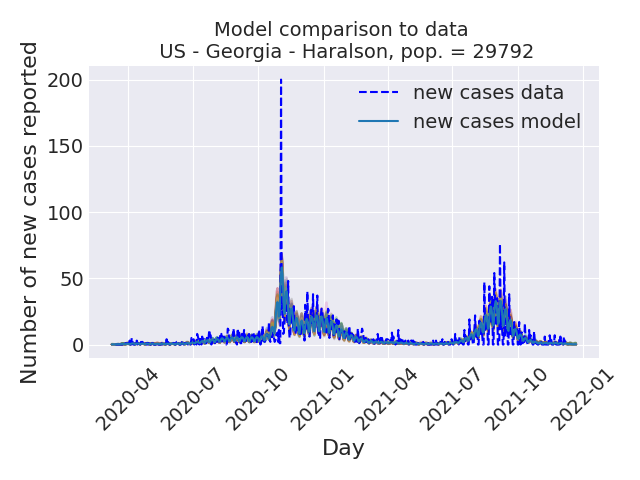 Model comparison to data
US - Georgia - Haralson, pop. = 29792
Number of new cases reported
200
150
100
50
0
new cases data
new cases model
2020-04
2020-07
2020-10
2021-01
2021-04
2021-07
2021-10
2022-01
Day